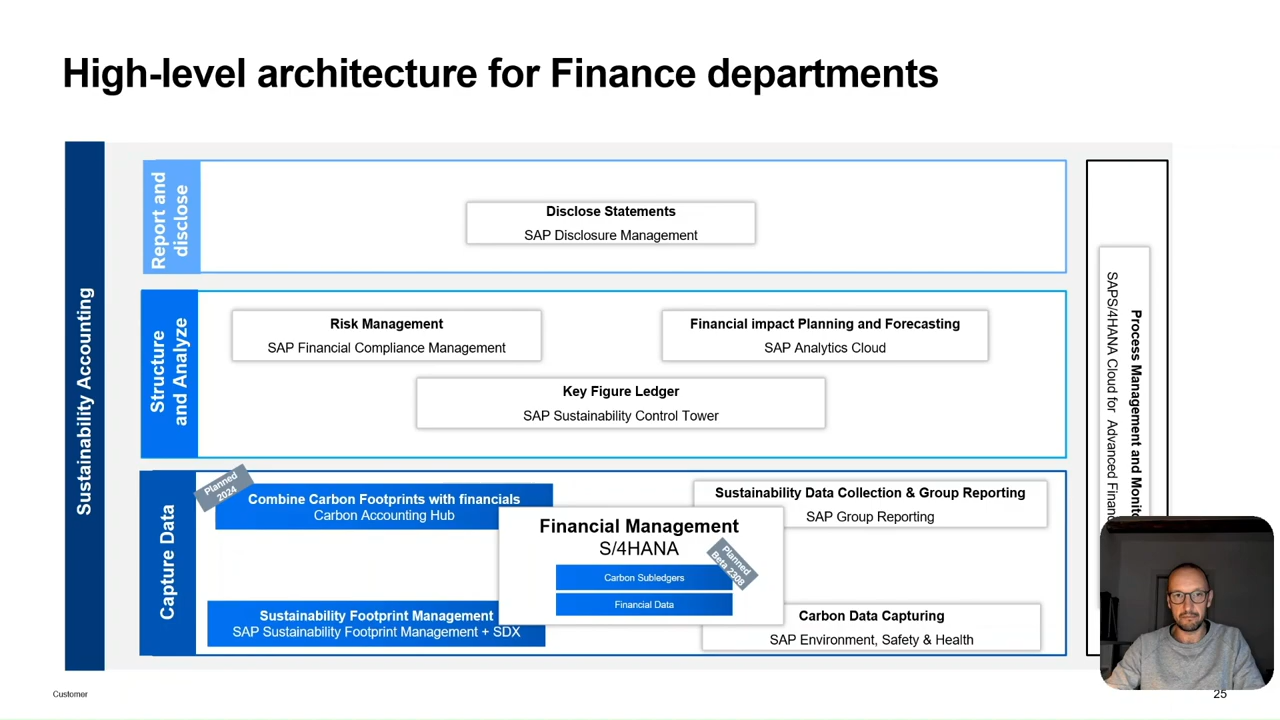 High-level architecture for Finance departments
Sustainability Accounting
Report and
disclose
Disclose Statements
SAP Disclosure Management
Structure
and Analyze
Risk Management
SAP Financial Compliance Management
Financial impact Planning and Forecasting
SAP Analytics Cloud
Key Figure Ledger
SAP Sustainability Control Tower
Capture Data
Planned
2024
Combine Carbon Footprints with financials
Carbon Accounting Hub
Sustainability Data Collection & Group Reporting
SAP Group Reporting
Financial Management
S/4HANA
Planned
Beta 2308
Carbon Subledgers
Financial Data
Sustainability Footprint Management
SAP Sustainability Footprint Management + SDX
Carbon Data Capturing
SAP Environment, Safety & Health
Process Management and
SAPS/4HANA Cloud for Advanced
Customer
25